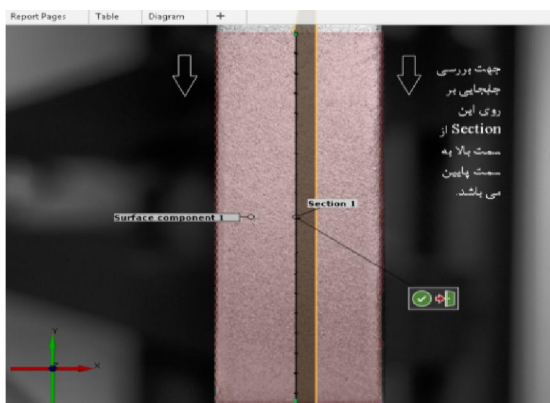 Report Pages Table Diagram +
جهت بررسی
جابجایی بر
روی این
Section از
سمت بالا به
سمت پایین
می باشد.
Section 1
Surface component 1
Y
X